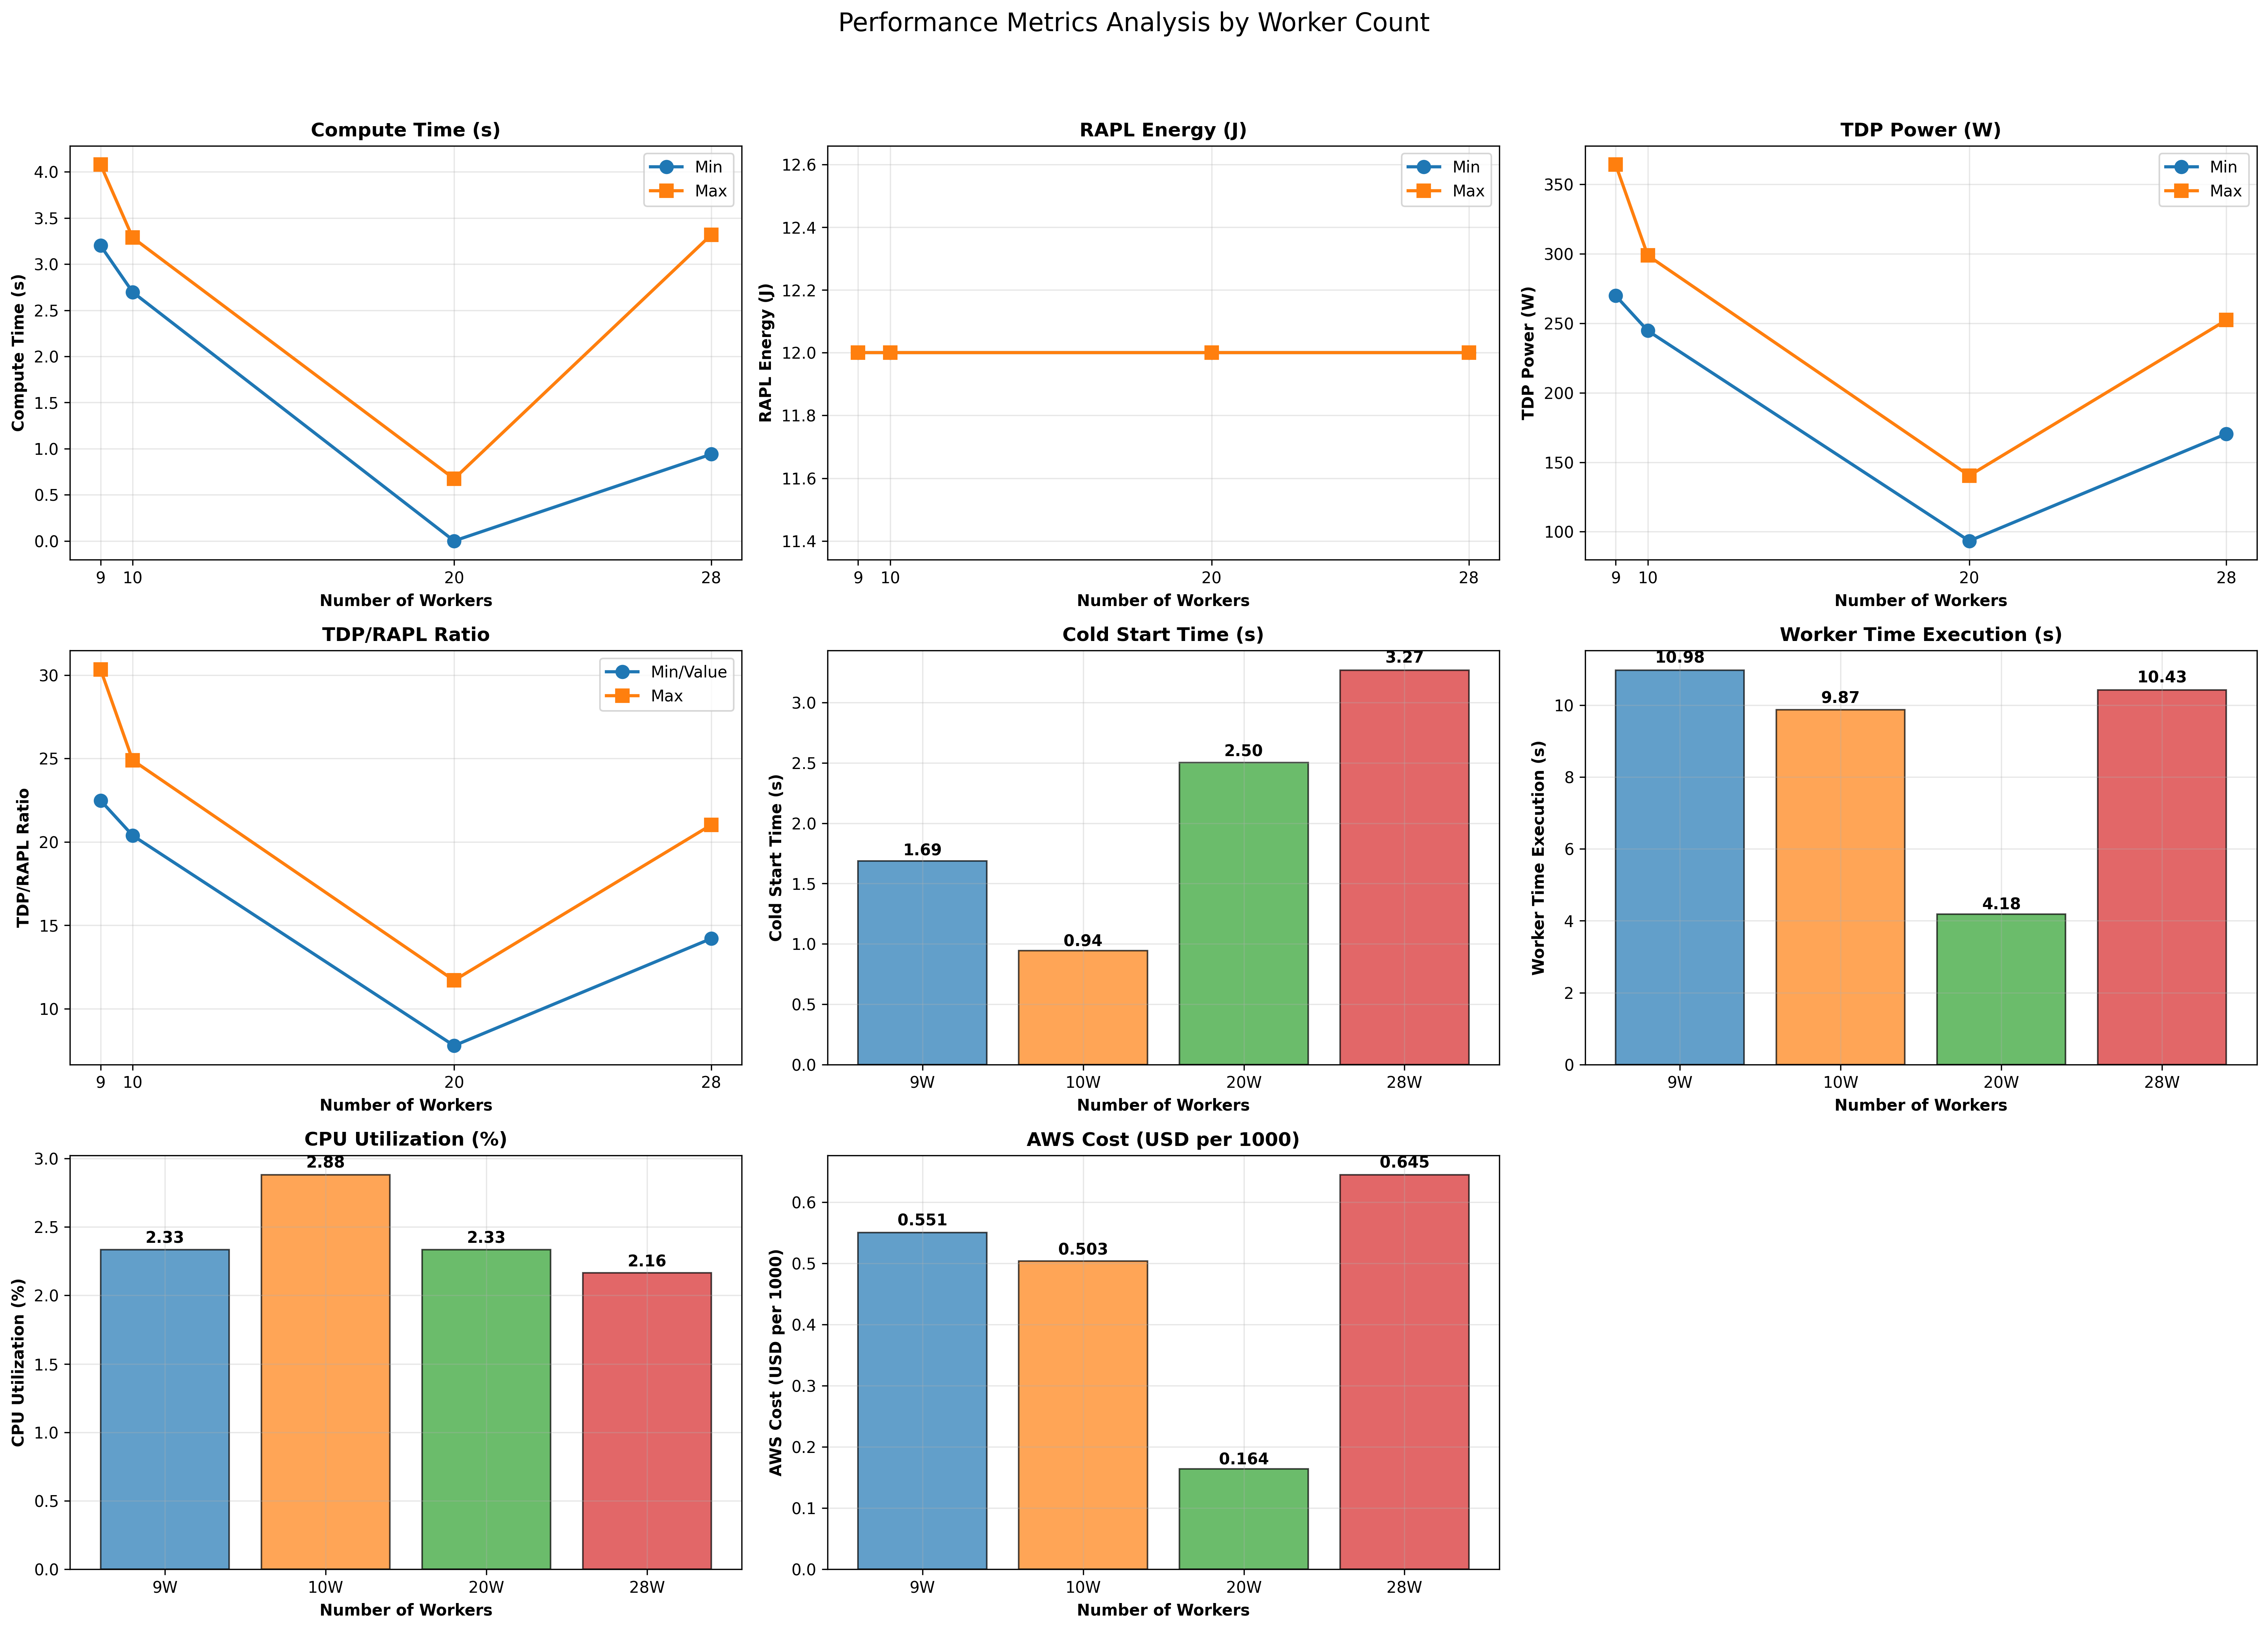 Performance Metrics Analysis by Worker Count
Compute Time (s)
Compute Time (s)
4.0
3.5
3.0
2.5
2.0
1.5
1.0
0.5
0.0
Min
Max
9 10 20 28
Number of Workers
RAPL Energy (J)
RAPL Energy (J)
12.6
12.4
12.2
12.0
11.8
11.6
11.4
Min
Max
9 10 20 28
Number of Workers
TDP Power (W)
TDP Power (W)
350
300
250
200
150
100
Min
Max
9 10 20 28
Number of Workers
TDP/RAPL Ratio
TDP/RAPL Ratio
30
25
20
15
10
Min/Value
Max
9 10 20 28
Number of Workers
Cold Start Time (s)
Cold Start Time (s)
3.0
2.5
2.0
1.5
1.0
0.5
0.0
1.69
0.94
2.50
3.27
9W 10W 20W 28W
Number of Workers
Worker Time Execution (s)
Worker Time Execution (s)
10
8
6
4
2
0
10.98
9.87
4.18
10.43
9W 10W 20W 28W
Number of Workers
CPU Utilization (%)
CPU Utilization (%)
3.0
2.5
2.0
1.5
1.0
0.5
0.0
2.33
2.88
2.33
2.16
9W 10W 20W 28W
Number of Workers
AWS Cost (USD per 1000)
AWS Cost (USD per 1000)
0.6
0.5
0.4
0.3
0.2
0.1
0.0
0.551
0.503
0.164
0.645
9W 10W 20W 28W
Number of Workers